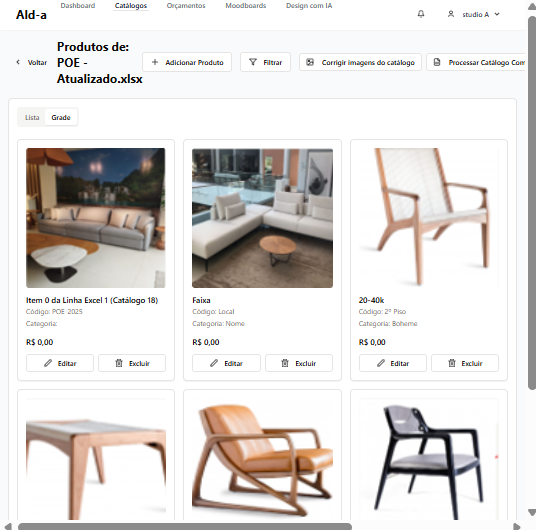 Ald-a
Dashboard
Catálogos
Orçamentos
Moodboards
Design com IA
studio A
Voltar
Produtos de:
POE -
Atualizado.xlsx
Adicionar Produto
Filtrar
Corrigir imagens do catálogo
Processar Catálogo Com
Lista
Grade
Item 0 da Linha Excel 1 (Catálogo 18)
Código: POE-2025
Categoria:
R$ 0,00
Editar
Excluir
Faixa
Código: Local
Categoria: Nome
R$ 0,00
Editar
Excluir
20-40k
Código: 2º Piso
Categoria: Boheme
R$ 0,00
Editar
Excluir